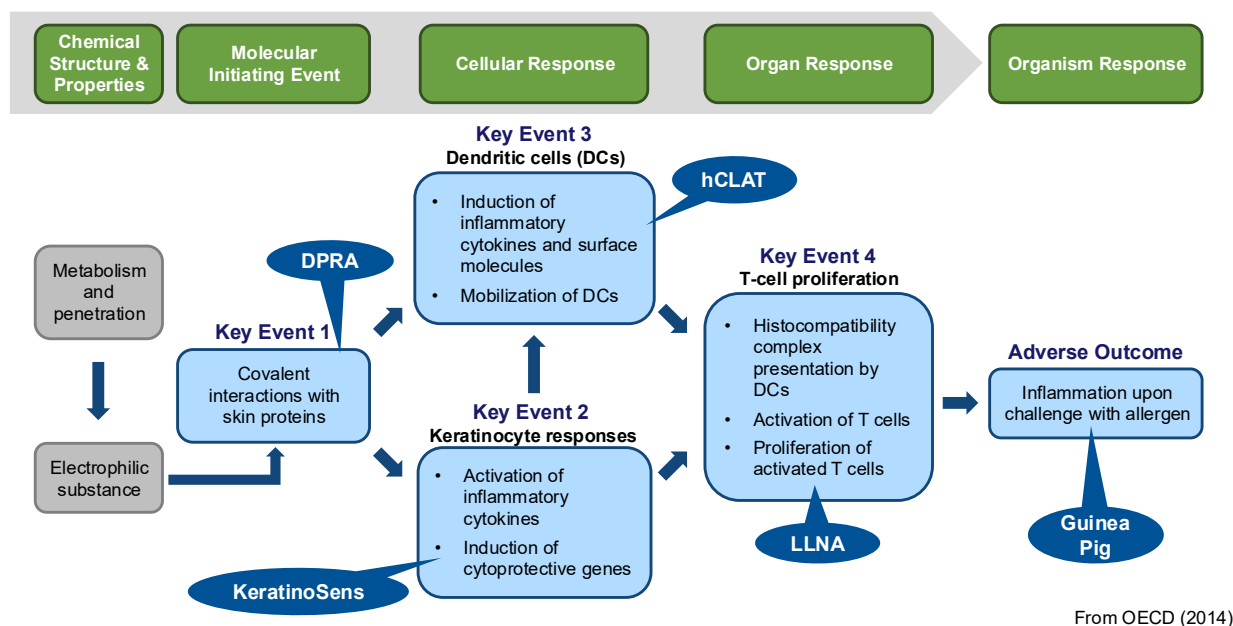 Chemical
Structure &
Properties
Molecular
Initiating Event
Cellular Response
Organ Response
Organism Response
Key Event 3
Dendritic cells (DCs)
• Induction of
inflammatory
cytokines and surface
molecules
• Mobilization of DCs
hCLAT
DPRA
Metabolism
and
penetration
Electrophilic
substance
Key Event 1
Covalent
interactions with
skin proteins
Key Event 2
Keratinocyte responses
• Activation of
inflammatory
cytokines
• Induction of
cytoprotective genes
KeratinoSens
Key Event 4
T-cell proliferation
• Histocompatibility
complex
presentation by
DCs
• Activation of T cells
• Proliferation of
activated T cells
LLNA
Adverse Outcome
Inflammation upon
challenge with allergen
Guinea
Pig
From OECD (2014)